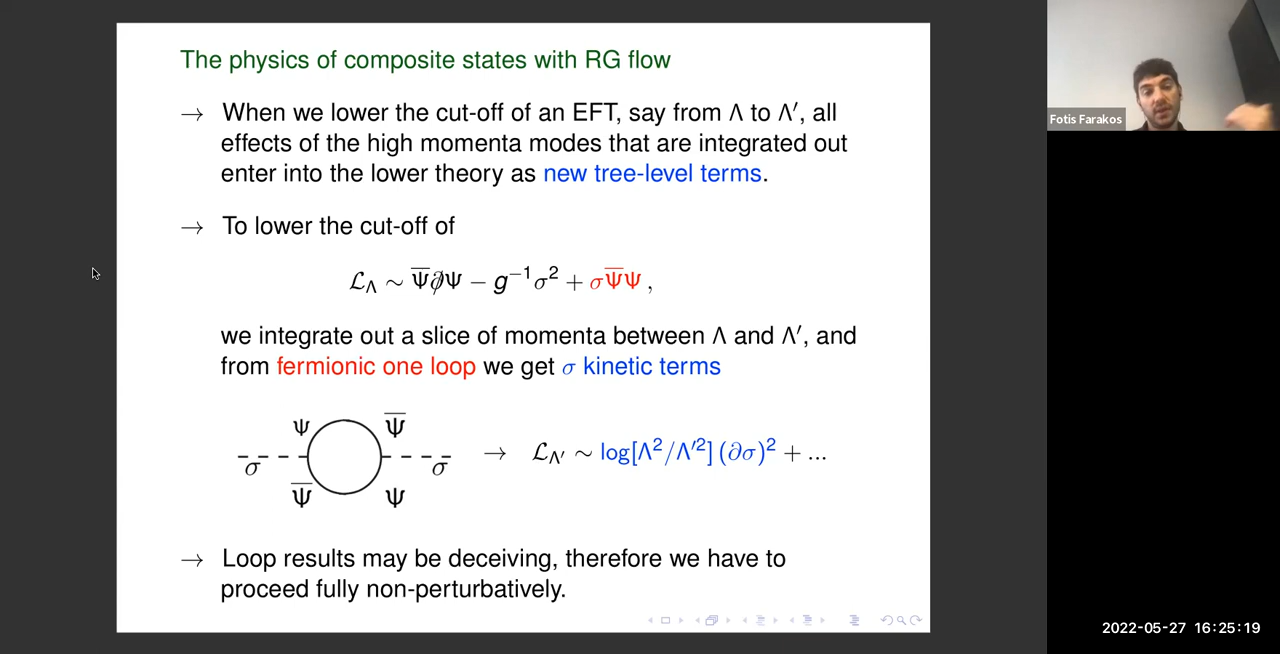 The physics of composite states with RG flow
→ When we lower the cut-off of an EFT, say from Λ to Λ′, all
effects of the high momenta modes that are integrated out
enter into the lower theory as new tree-level terms.
→ To lower the cut-off of
ℒ_Λ ∼ Ψ̅∂̸Ψ − g⁻¹σ² + σΨ̅Ψ ,
we integrate out a slice of momenta between Λ and Λ′, and
from fermionic one loop we get σ kinetic terms
Ψ Ψ̅
σ σ → ℒ_Λ′ ∼ log[Λ²/Λ′²] (∂σ)² + ...
Ψ̅ Ψ
→ Loop results may be deceiving, therefore we have to
proceed fully non-perturbatively.
Fotis Farakos
2022-05-27 16:25:19